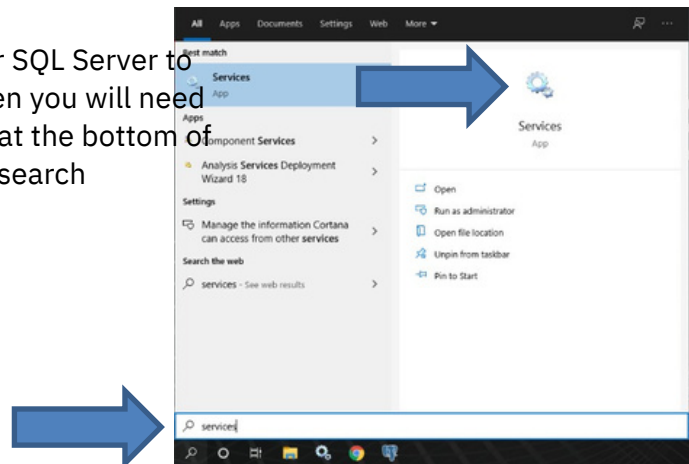 All Apps Documents Settings Web More
Best match
r SQL Server to
Services
App
en you will need
at the bottom of
search
Apps
Component Services
Analysis Services Deployment
Wizard 18
Settings
Manage the information Cortana
can access from other services
Search the web
services - See web results
Services
App
Open
Run as administrator
Open file location
Unpin from taskbar
Pin to Start
services